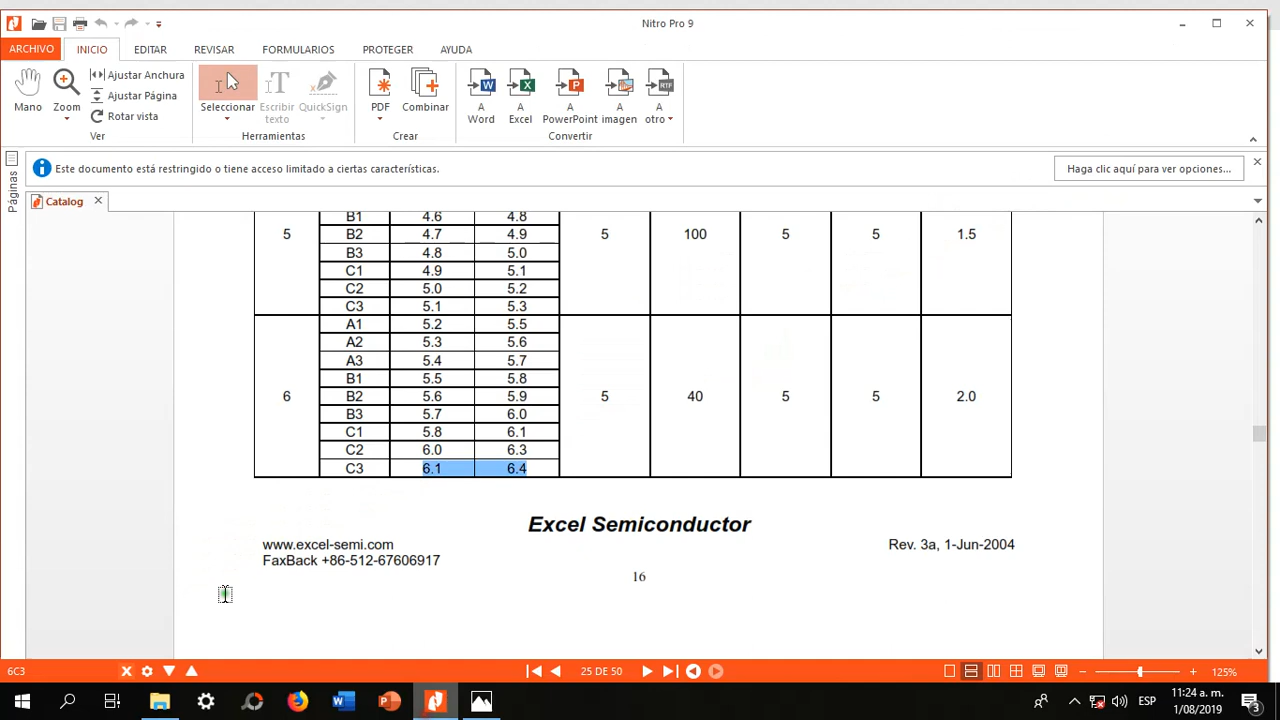 Nitro Pro 9
ARCHIVO INICIO EDITAR REVISAR FORMULARIOS PROTEGER AYUDA
Mano
Zoom
Ajustar Anchura
Ajustar Página
Rotar vista
Ver
Seleccionar
Escribir texto
QuickSign
Herramientas
PDF
Combinar
Crear
A Word
A Excel
A PowerPoint
A imagen
A otro
Convertir
Este documento está restringido o tiene acceso limitado a ciertas características.
Haga clic aquí para ver opciones...
Páginas
Catalog
B1 4.6 4.8
5 B2 4.7 4.9 5 100 5 5 1.5
B3 4.8 5.0
C1 4.9 5.1
C2 5.0 5.2
C3 5.1 5.3
A1 5.2 5.5
A2 5.3 5.6
A3 5.4 5.7
B1 5.5 5.8
6 B2 5.6 5.9 5 40 5 5 2.0
B3 5.7 6.0
C1 5.8 6.1
C2 6.0 6.3
C3 6.1 6.4
Excel Semiconductor
www.excel-semi.com Rev. 3a, 1-Jun-2004
FaxBack +86-512-67606917
16
6C3
25 DE 50
125%
ESP
11:24 a. m.
1/08/2019
3